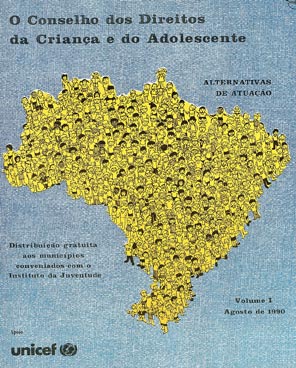 O Conselho dos Direitos
da Criança e do Adolescente
ALTERNATIVAS
DE ATUAÇÃO
Distribuição gratuita
aos municípios
conveniados com o
Instituto da Juventude
Volume I
Agosto de 1990
Apoio
unicef